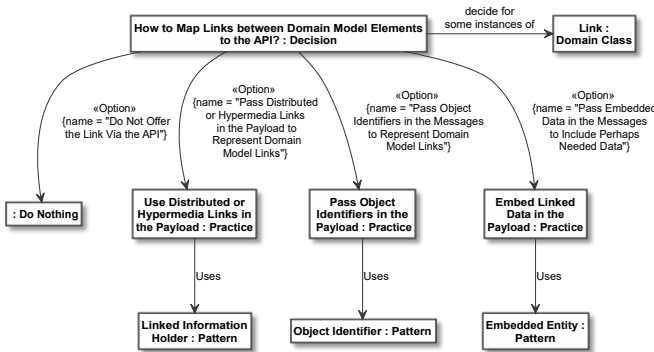 How to Map Links between Domain Model Elements
to the API? : Decision
decide for
some instances of
Link :
Domain Class
«Option»
{name = "Do Not Offer
the Link Via the API"}
«Option»
{name = "Pass Distributed
or Hypermedia Links
in the Payload to
Represent Domain
Model Links"}
«Option»
{name = "Pass Object
Identifiers in the Messages
to Represent Domain
Model Links"}
«Option»
{name = "Pass Embedded
Data in the Messages
to Include Perhaps
Needed Data"}
: Do Nothing
Use Distributed or
Hypermedia Links in
the Payload : Practice
Pass Object
Identifiers in the
Payload : Practice
Embed Linked
Data in the
Payload : Practice
Uses
Uses
Uses
Linked Information
Holder : Pattern
Object Identifier : Pattern
Embedded Entity :
Pattern